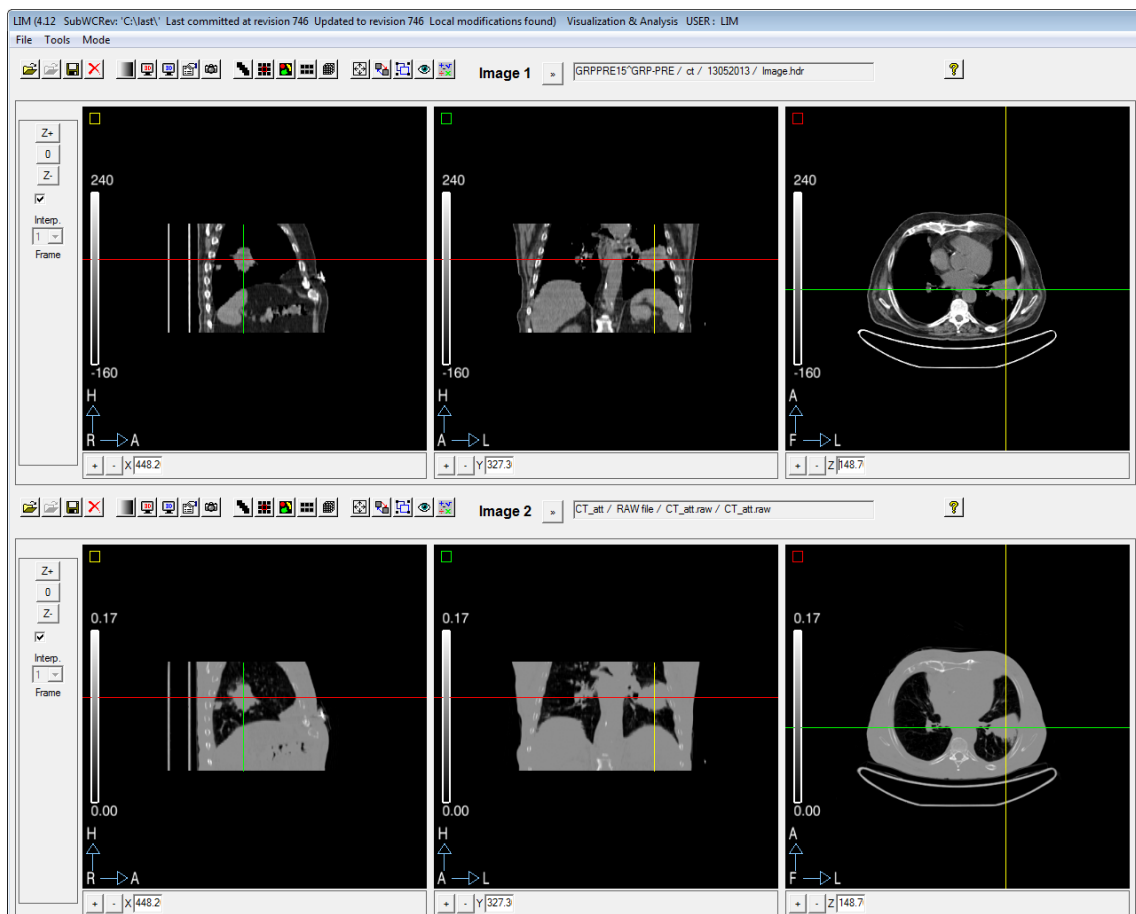 LIM (4.12   SubWCRev: 'C:\last\'  Last committed at revision 746  Updated to revision 746  Local modifications found)    Visualization & Analysis   USER :  LIM
File   Tools   Mode
Image 1   »   GRPPRE15^GRP-PRE / ct / 13052013 / Image.hdr   ?
Z+
0
Z-
Interp.
1
Frame
240
-160
H
R A
240
-160
H
A L
240
-160
A
F L
+ - X 448.2
+ - Y 327.3
+ - Z 148.7
Image 2   »   CT_att / RAW file / CT_att.raw / CT_att.raw   ?
Z+
0
Z-
Interp.
1
Frame
0.17
0.00
H
R A
0.17
0.00
H
A L
0.17
0.00
A
F L
+ - X 448.2
+ - Y 327.3
+ - Z 148.7